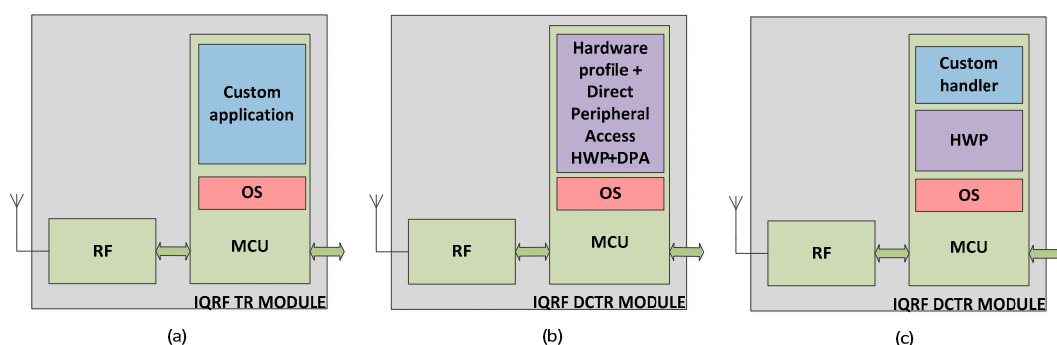 Custom
application
OS
RF
MCU
IQRF TR MODULE
(a)
Hardware
profile +
Direct
Peripheral
Access
HWP+DPA
OS
RF
MCU
IQRF DCTR MODULE
(b)
Custom
handler
HWP
OS
RF
MCU
IQRF DCTR MODULE
(c)